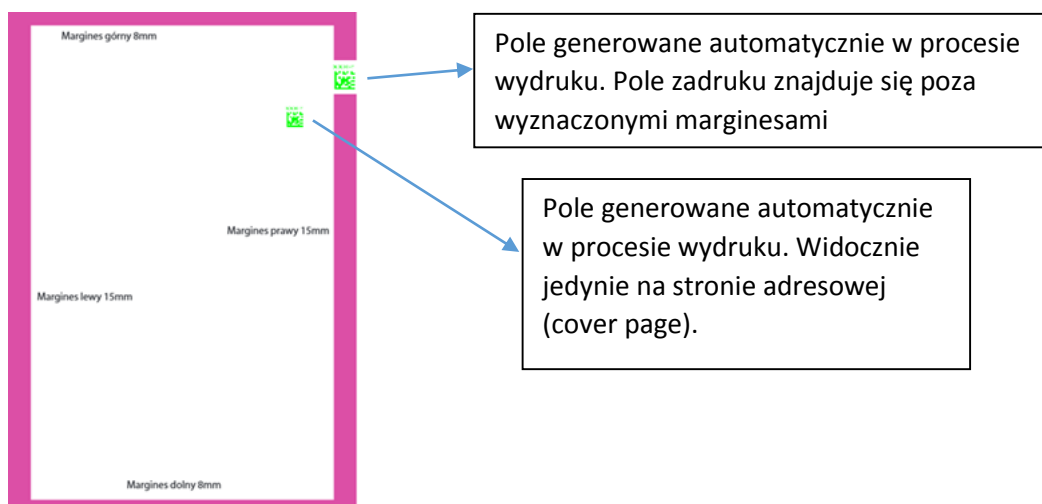 Margines górny 8mm
Pole generowane automatycznie w procesie
wydruku. Pole zadruku znajduje się poza
wyznaczonymi marginesami
Pole generowane automatycznie
w procesie wydruku. Widocznie
jedynie na stronie adresowej
(cover page).
Margines prawy 15mm
Margines lewy 15mm
Margines dolny 8mm